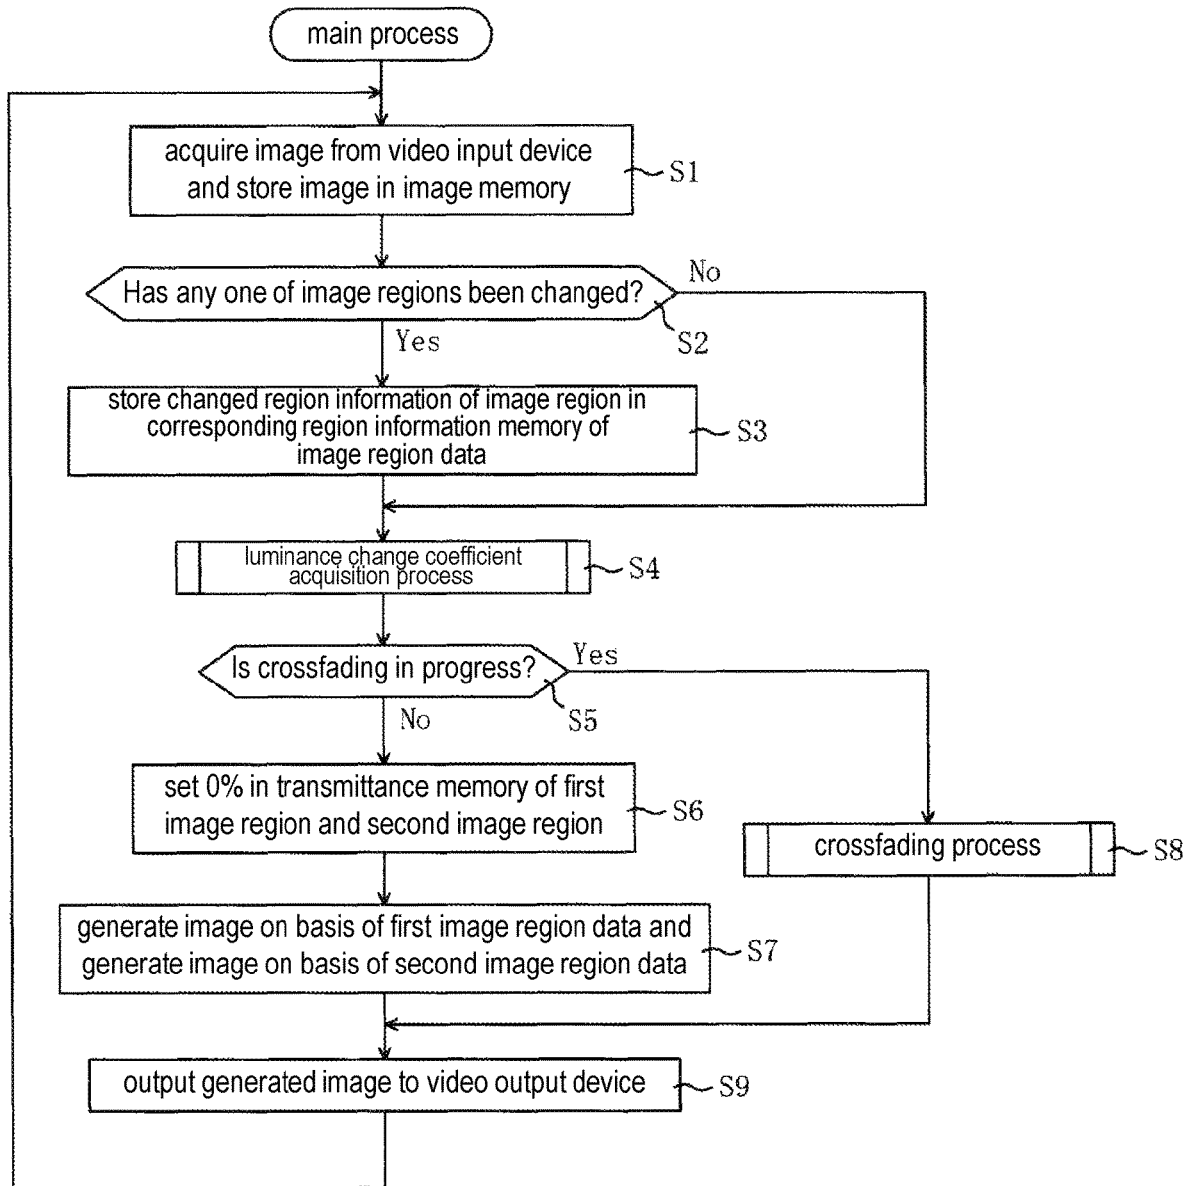 main process
acquire image from video input device
and store image in image memory
S1
Has any one of image regions been changed?
No
S2
Yes
store changed region information of image region in
corresponding region information memory of
image region data
S3
luminance change coefficient
acquisition process
S4
Is crossfading in progress?
Yes
S5
No
set 0% in transmittance memory of first
image region and second image region
S6
crossfading process
S8
generate image on basis of first image region data and
generate image on basis of second image region data
S7
output generated image to video output device
S9